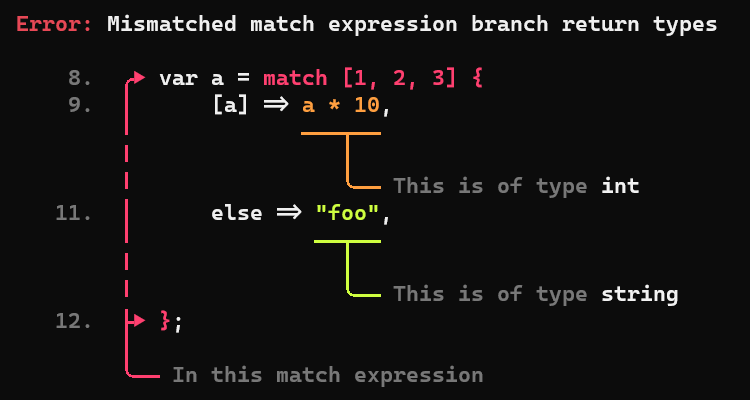 Error: Mismatched match expression branch return types
8. var a = match [1, 2, 3] {
9. [a] => a * 10,
This is of type int
11. else => "foo",
This is of type string
12. };
In this match expression